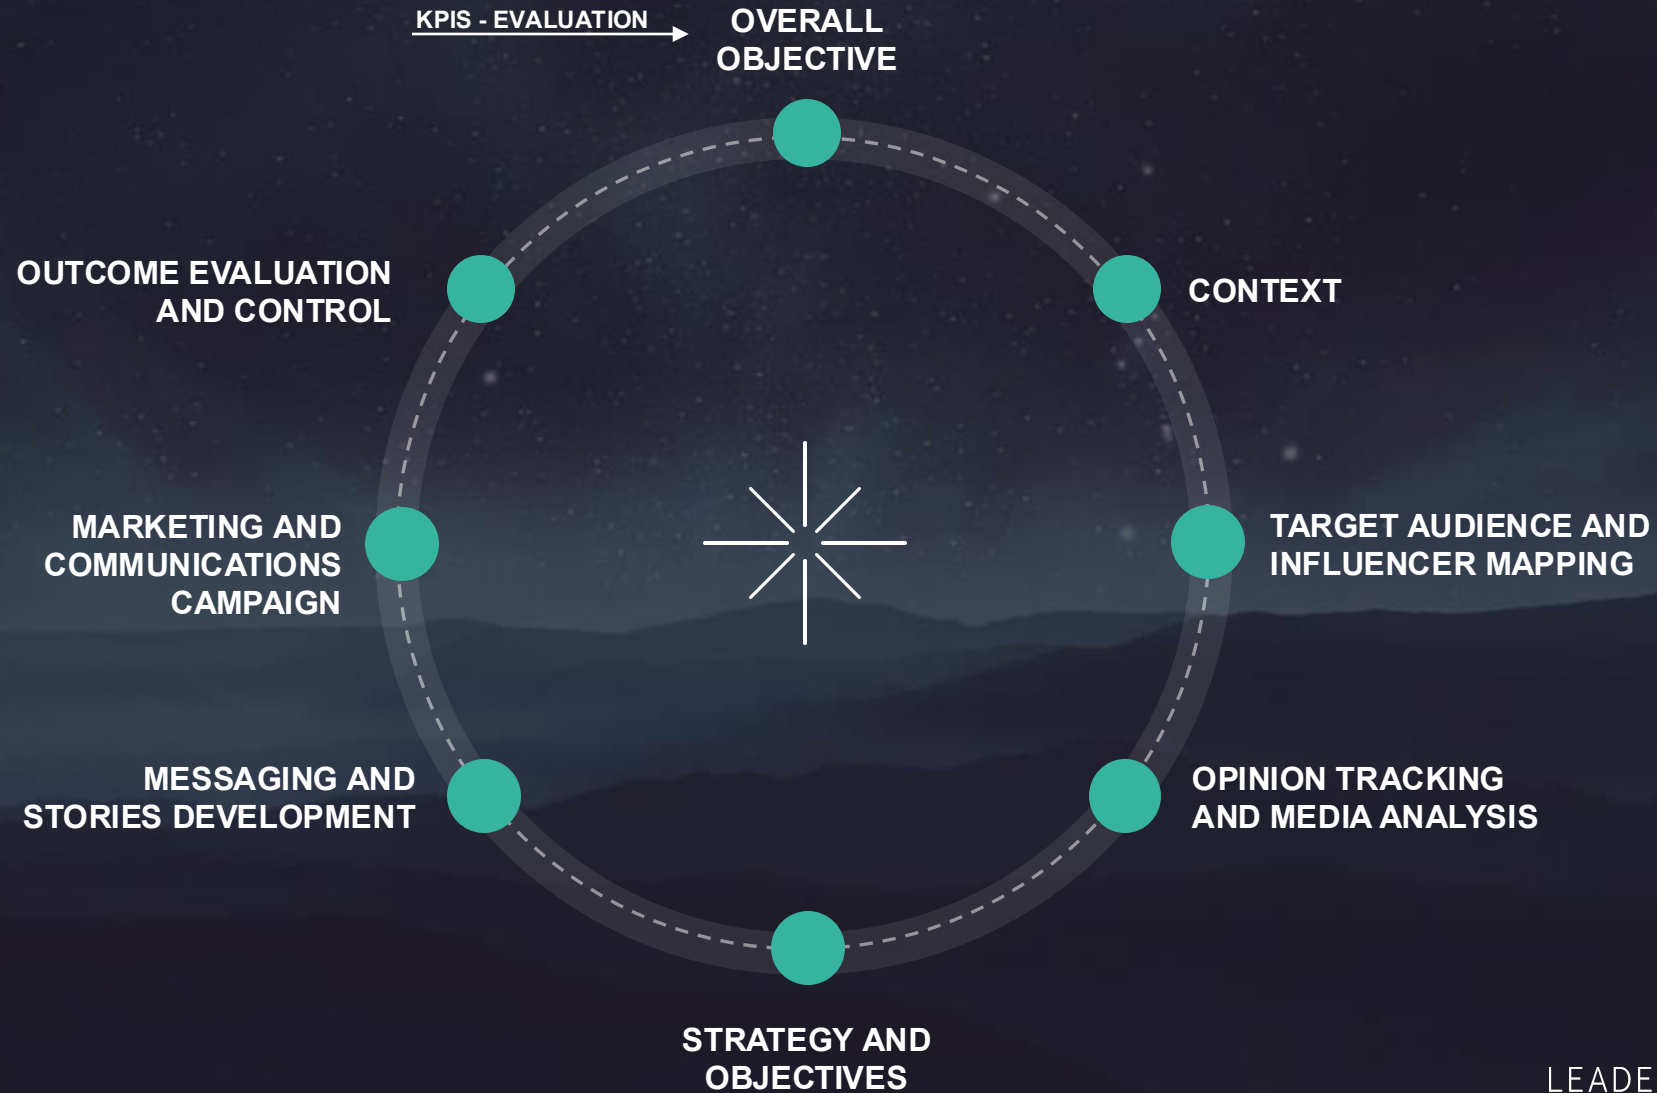 KPIS - EVALUATION
OVERALL
OBJECTIVE
CONTEXT
TARGET AUDIENCE AND
INFLUENCER MAPPING
OPINION TRACKING
AND MEDIA ANALYSIS
STRATEGY AND
OBJECTIVES
MESSAGING AND
STORIES DEVELOPMENT
MARKETING AND
COMMUNICATIONS
CAMPAIGN
OUTCOME EVALUATION
AND CONTROL
LEADE